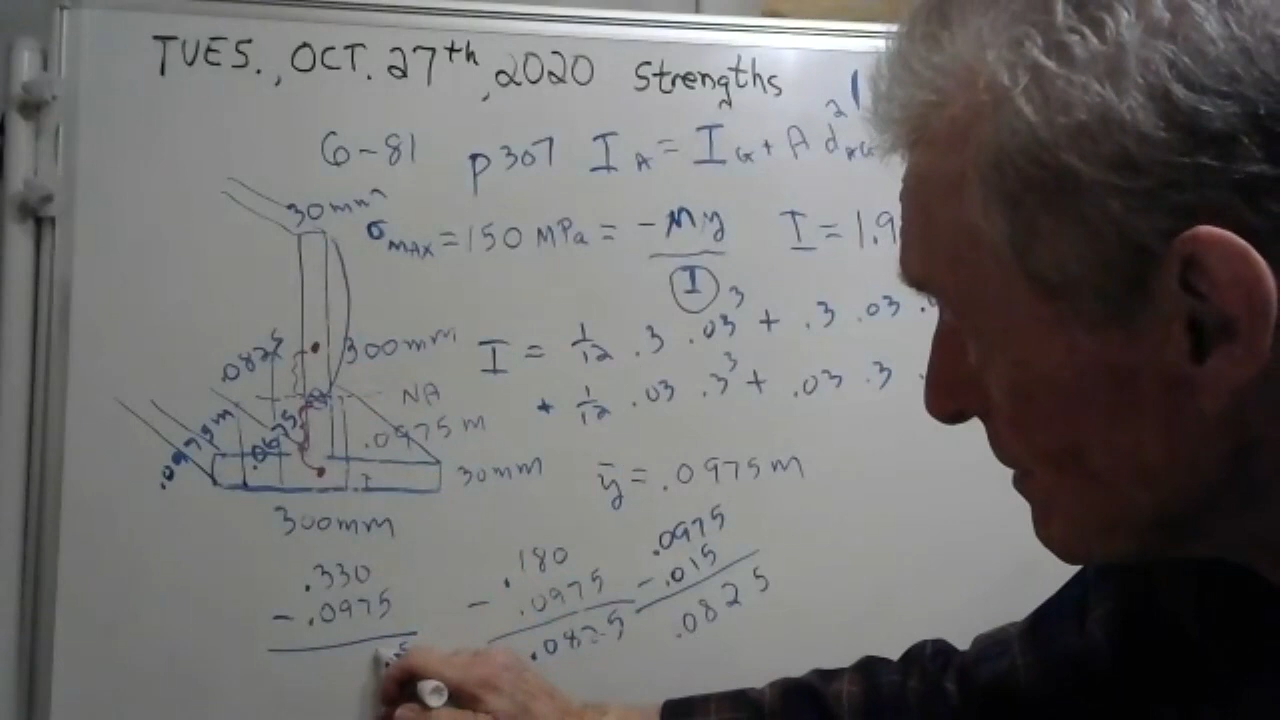 TUES., OCT. 27th, 2020 Strengths
6-81 p307 I_A = I_G + A d²_AG
30mm
σ_MAX = 150 MPa = -My/I I = 1.9
I = 1/12 .3 .03³ + .3 .03
+ 1/12 .03 .3³ + .03 .3
.0825
300mm
NA
.0975m
.0675
.0975m
30mm
ȳ = .0975m
300mm
.330
- .0975
.180
- .0975
.0825
.0975
- .015
.0825